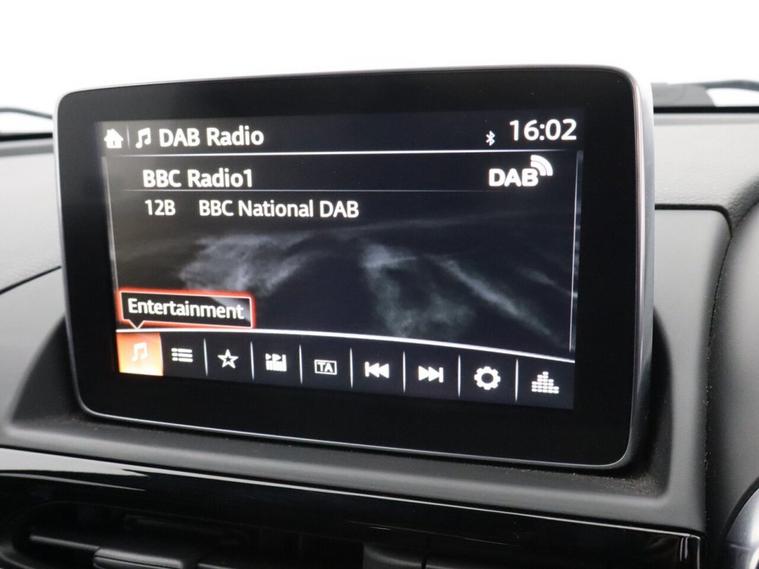 DAB Radio 16:02
BBC Radio1 DAB
12B BBC National DAB
Entertainment
TA